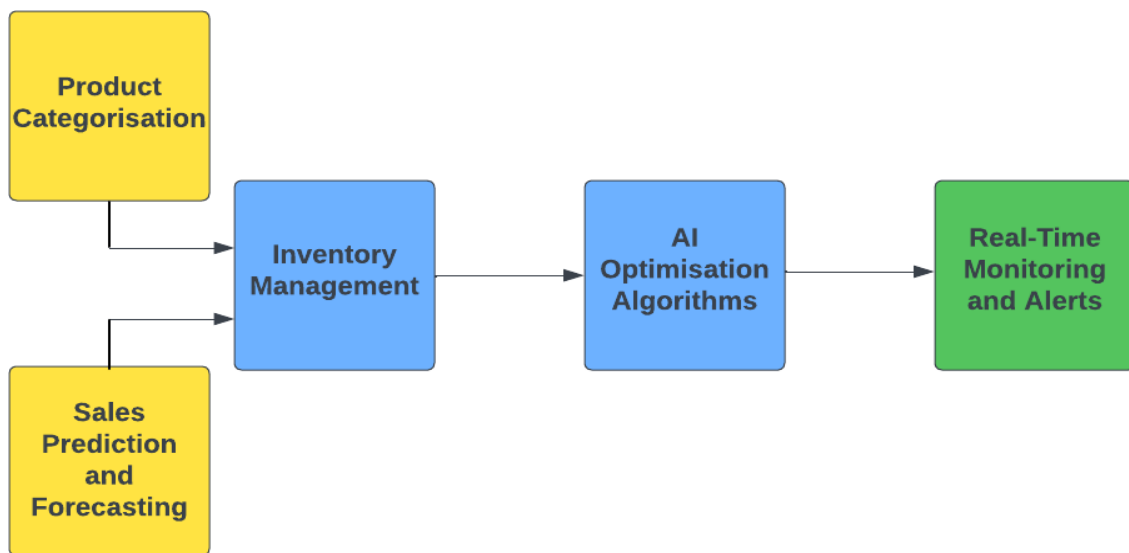 Product
Categorisation
Inventory
Management
AI
Optimisation
Algorithms
Real-Time
Monitoring
and Alerts
Sales
Prediction
and
Forecasting